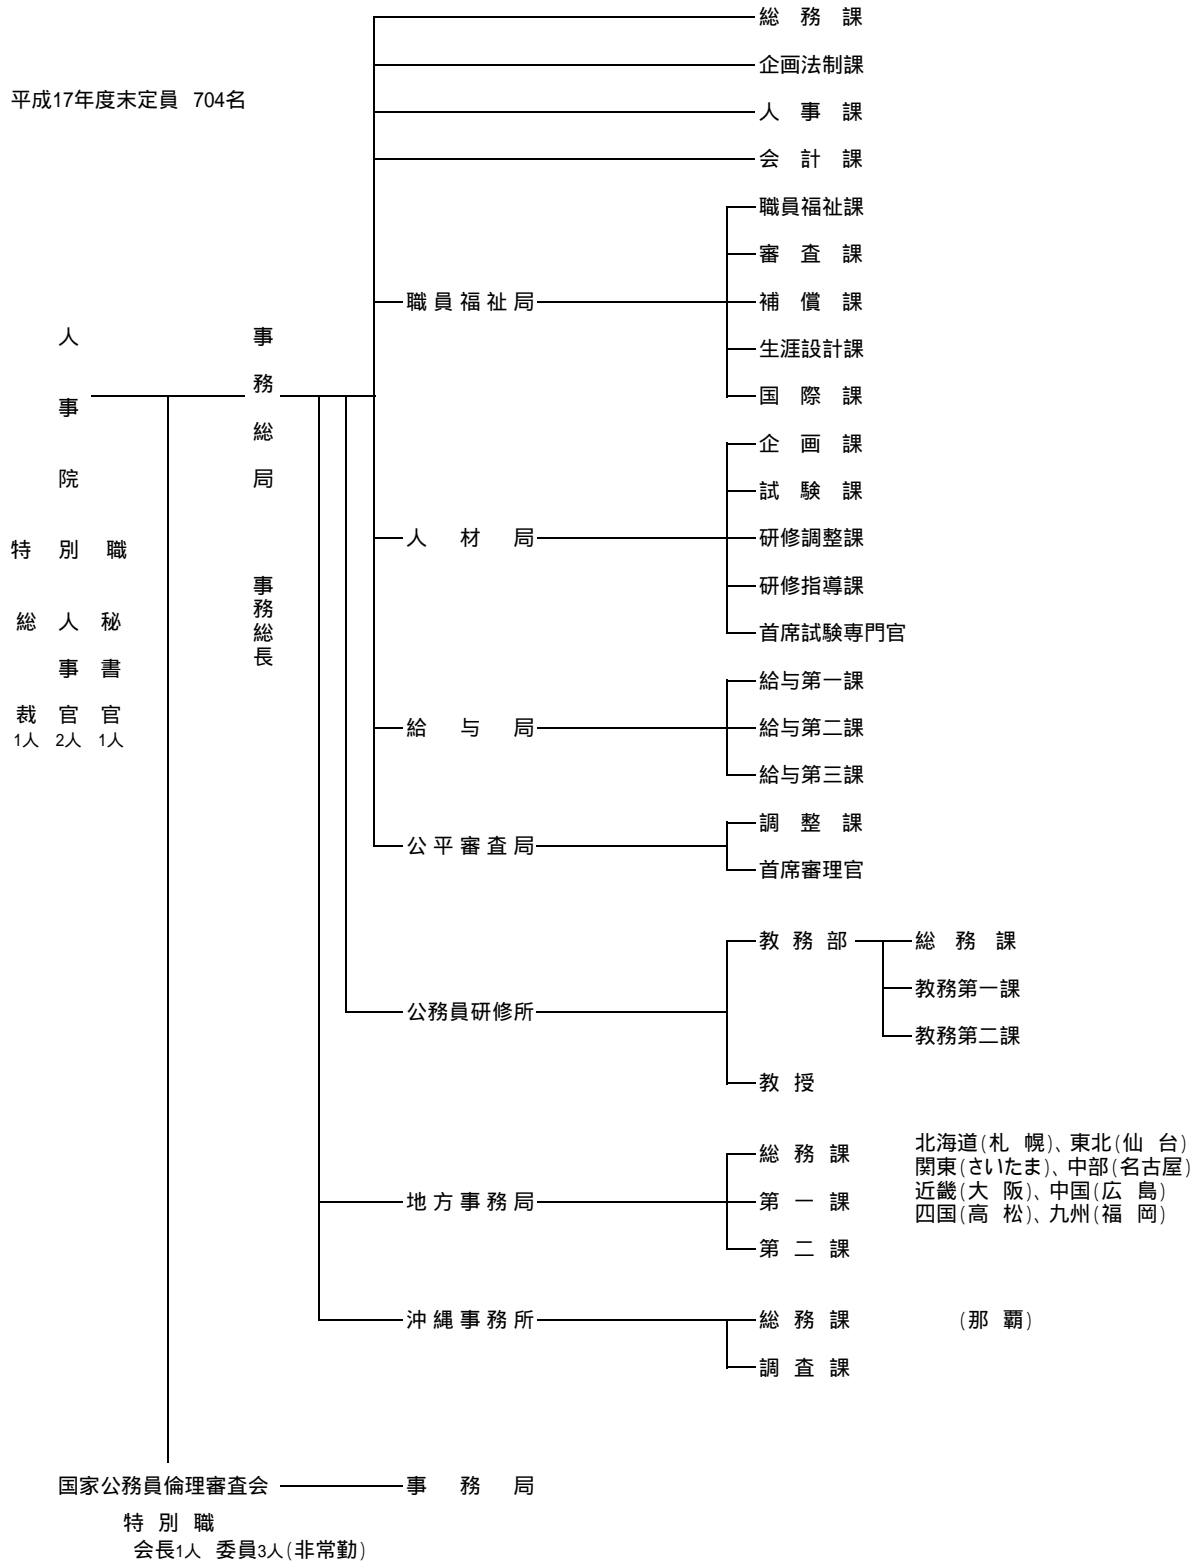 平成17年度末定員 704名
人事院
特別職
総裁 1人
人事官 2人
秘書官 1人
事務総局
事務総長
総務課
企画法制課
人事課
会計課
職員福祉局
職員福祉課
審査課
補償課
生涯設計課
国際課
人材局
企画課
試験課
研修調整課
研修指導課
首席試験専門官
給与局
給与第一課
給与第二課
給与第三課
公平審査局
調整課
首席審理官
公務員研修所
教務部
総務課
教務第一課
教務第二課
教授
地方事務局
総務課
第一課
第二課
北海道(札 幌)、東北(仙 台)
関東(さいたま)、中部(名古屋)
近畿(大 阪)、中国(広 島)
四国(高 松)、九州(福 岡)
沖縄事務所
総務課
(那 覇)
調査課
国家公務員倫理審査会
事務局
特別職
会長1人 委員3人(非常勤)